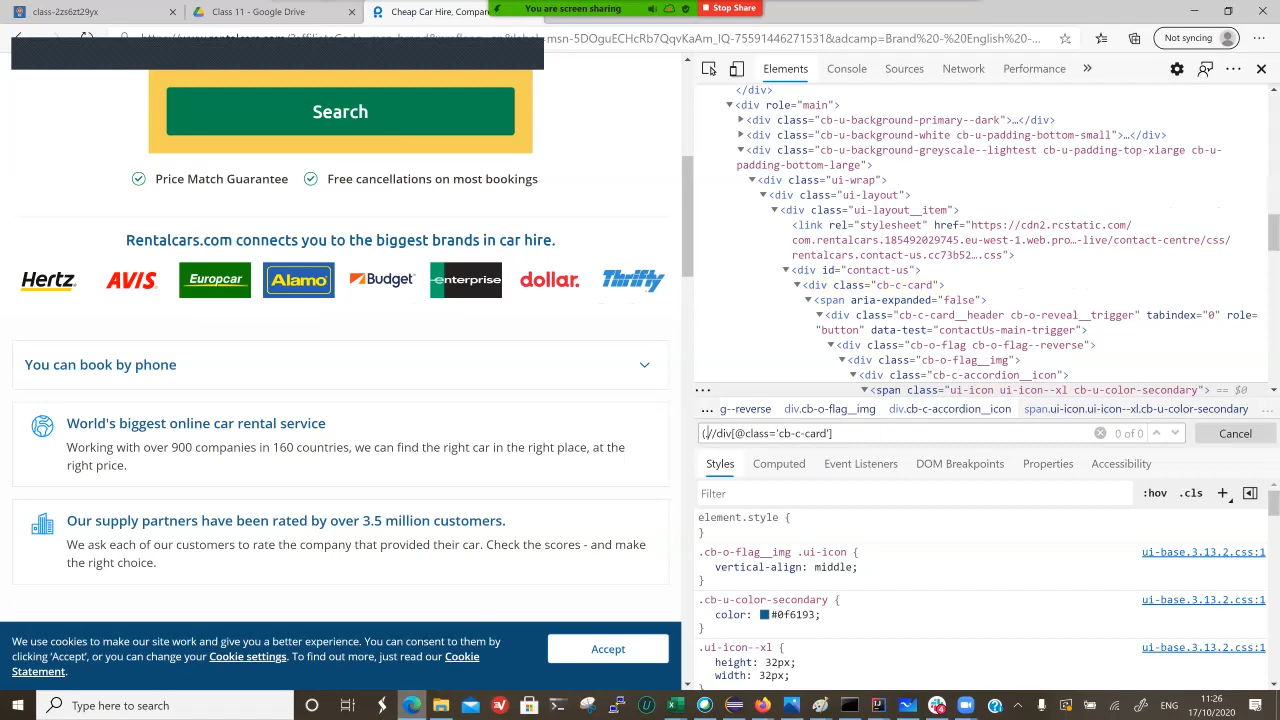 class-2zs6zt29yx
Class 11 - Google Drive
Cheap Car Hire, Compar
You are screen sharing
Stop Share
Not syncing
Search
Price Match Guarantee
Free cancellations on most bookings
Rentalcars.com connects you to the biggest brands in car hire.
Hertz
AVIS
Europcar
Alamo
Budget
enterprise
dollar.
Thrifty
You can book by phone
World's biggest online car rental service
Working with over 900 companies in 160 countries, we can find the right car in the right place, at the
right price.
Our supply partners have been rated by over 3.5 million customers.
We ask each of our customers to rate the company that provided their car. Check the scores - and make
the right choice.
We use cookies to make our site work and give you a better experience. You can consent to them by
clicking 'Accept', or you can change your Cookie settings. To find out more, just read our Cookie
Statement.
Accept
Elements
Console
Sources
Network
Performance
</div>
<div role="main">
<div class="cb-u-background-primary--dark">…</div>
<div class="cb-u-background-white cb-u-padding-bottom-small">…</div>
<div class="cb-u-background-greyscale--lightest cb-u-padding-top-xlarge cb-u-
padding-bottom-large">
<div class="ui-wrap">
<div class="ui-layout">
<div class="ui-layout__item">
<link rel="stylesheet" href="https://cdn2.rcstatic.com/
com.rentalcars.185492029745.eu-west-1.web.pro…-live/contact-centre/css/
rentalcars.contact-us.cc73b52….css">
<div id="contact-us">
<div class="cb-c-card">
<span aria-expanded="false">
<div class="cb-c-card__header cb-o-reveal__trigger" tabindex="0" role=
"button" data-test="contactUs-main-trigger">
<div class="cb-o-flag cb-o-flag--reverse">
<div class="cb-o-flag__img">
<div class="cb-c-accordion__icon">
<span class="ui-icon ui-icon--xl cb-u-color-secondary"> == $0
... g--reverse div.cb-o-flag__img div.cb-c-accordion__icon span.ui-icon.ui-icon--xl.cb-u-color-secondary
(.//div[@class='cb-c-card']
0 of 0
Cancel
Styles
Computed
Event Listeners
DOM Breakpoints
Properties
Accessibility
Filter
:hov .cls
element.style {
}
.cb-o-flag__img .ui-icon {
ui-base.3.13.2.css:1
vertical-align: middle;
}
.cb-u-color-secondary {
ui-base.3.13.2.css:1
color: #0f6193;
}
.ui-icon--xl {
ui-base.3.13.2.css:1
height: 32px;
width: 32px;
Type here to search
11:26
17/10/2020